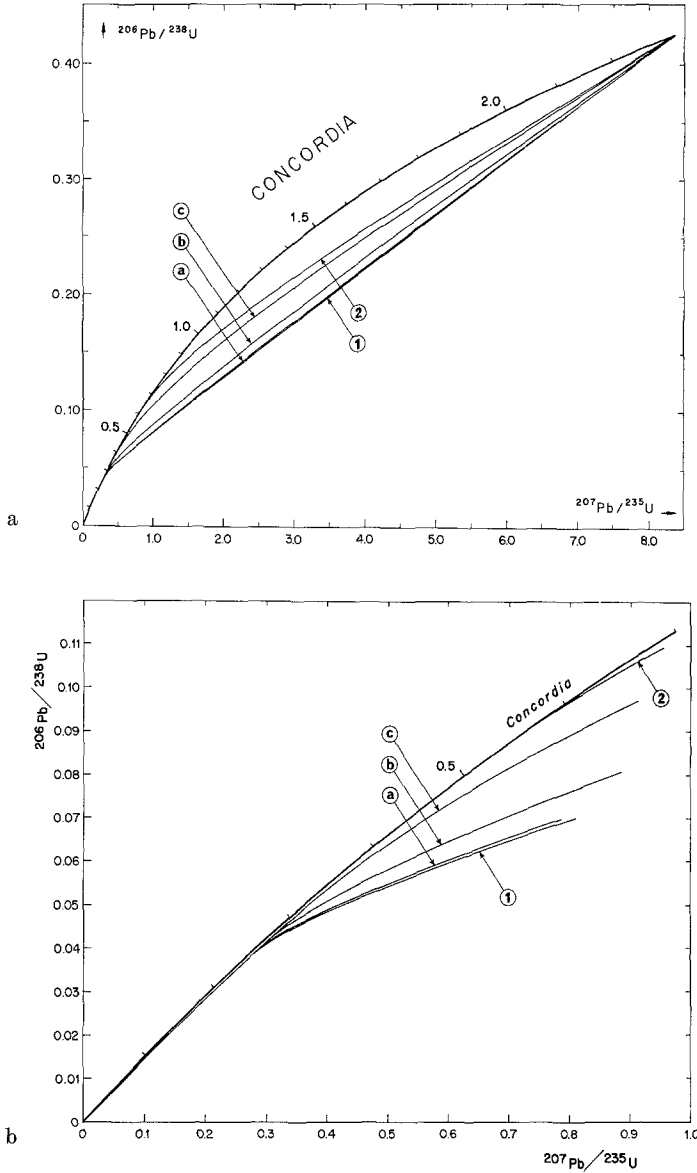 ²⁰⁶Pb/²³⁸U
0.40
0.30
0.20
0.10
0
CONCORDIA
2.0
1.5
1.0
0.5
c
b
a
2
1
²⁰⁷Pb/²³⁵U
1.0 2.0 3.0 4.0 5.0 6.0 7.0 8.0
a
²⁰⁶Pb/²³⁸U
0.11
0.10
0.09
0.08
0.07
0.06
0.05
0.04
0.03
0.02
0.01
0
Concordia
0.5
c
b
a
2
1
0 0.1 0.2 0.3 0.4 0.5 0.6 0.7 0.8 0.9 1.0
²⁰⁷Pb/²³⁵U
b